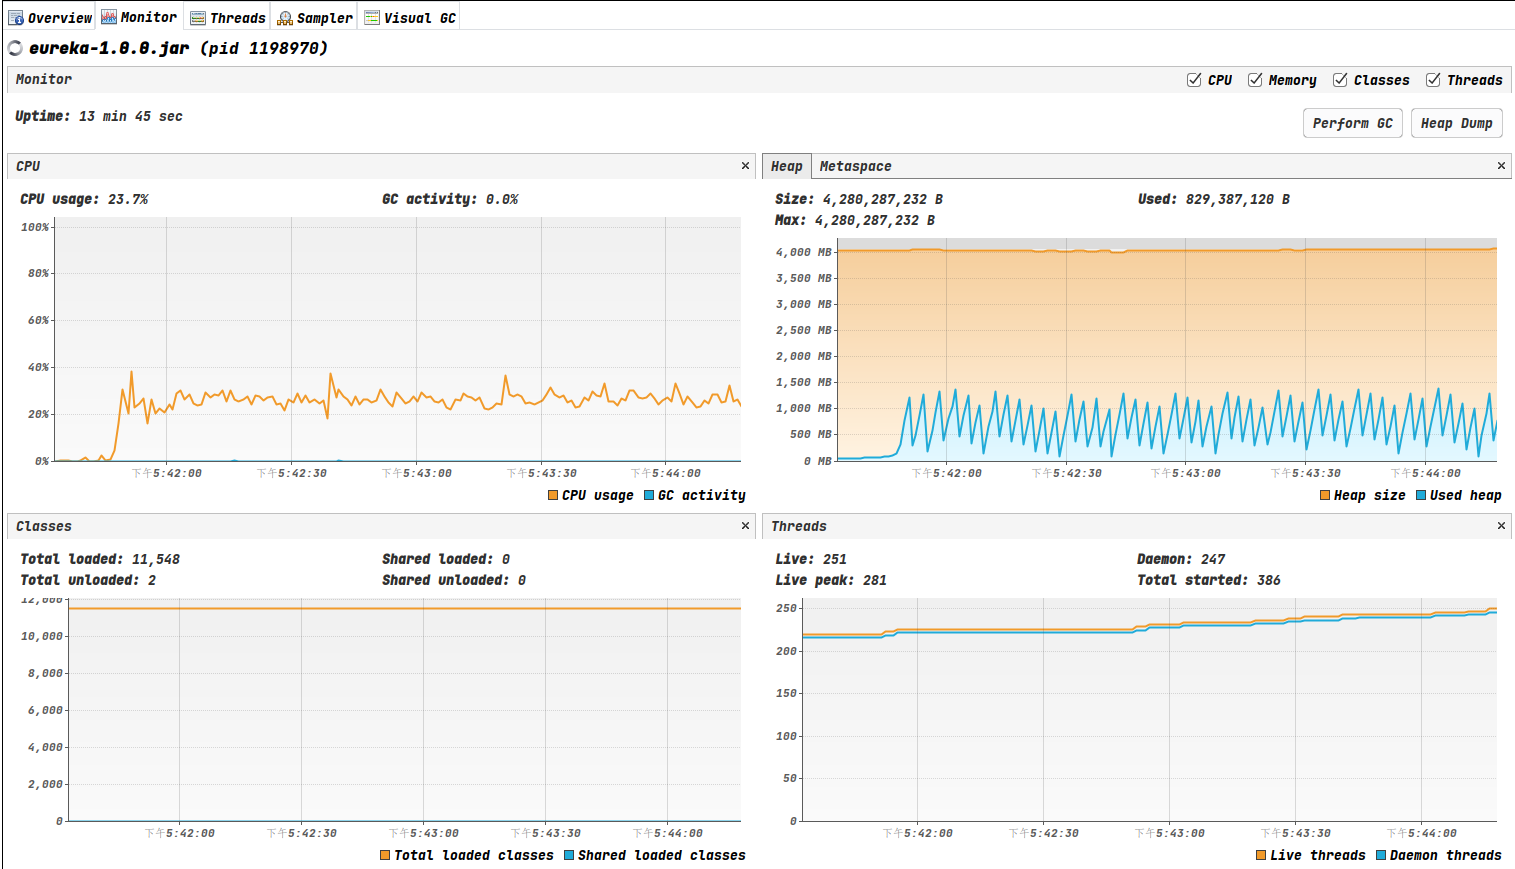 Overview Monitor Threads Sampler Visual GC
eureka-1.0.0.jar (pid 1198970)
Monitor
CPU Memory Classes Threads
Uptime: 13 min 45 sec
Perform GC Heap Dump
CPU
CPU usage: 23.7% GC activity: 0.0%
100%
80%
60%
40%
20%
0%
下午5:42:00 下午5:42:30 下午5:43:00 下午5:43:30 下午5:44:00
CPU usage GC activity
Heap Metaspace
Size: 4,280,287,232 B Used: 829,387,120 B
Max: 4,280,287,232 B
4,000 MB
3,500 MB
3,000 MB
2,500 MB
2,000 MB
1,500 MB
1,000 MB
500 MB
0 MB
下午5:42:00 下午5:42:30 下午5:43:00 下午5:43:30 下午5:44:00
Heap size Used heap
Classes
Total loaded: 11,548 Shared loaded: 0
Total unloaded: 2 Shared unloaded: 0
12,000
10,000
8,000
6,000
4,000
2,000
0
下午5:42:00 下午5:42:30 下午5:43:00 下午5:43:30 下午5:44:00
Total loaded classes Shared loaded classes
Threads
Live: 251 Daemon: 247
Live peak: 281 Total started: 386
250
200
150
100
50
0
下午5:42:00 下午5:42:30 下午5:43:00 下午5:43:30 下午5:44:00
Live threads Daemon threads